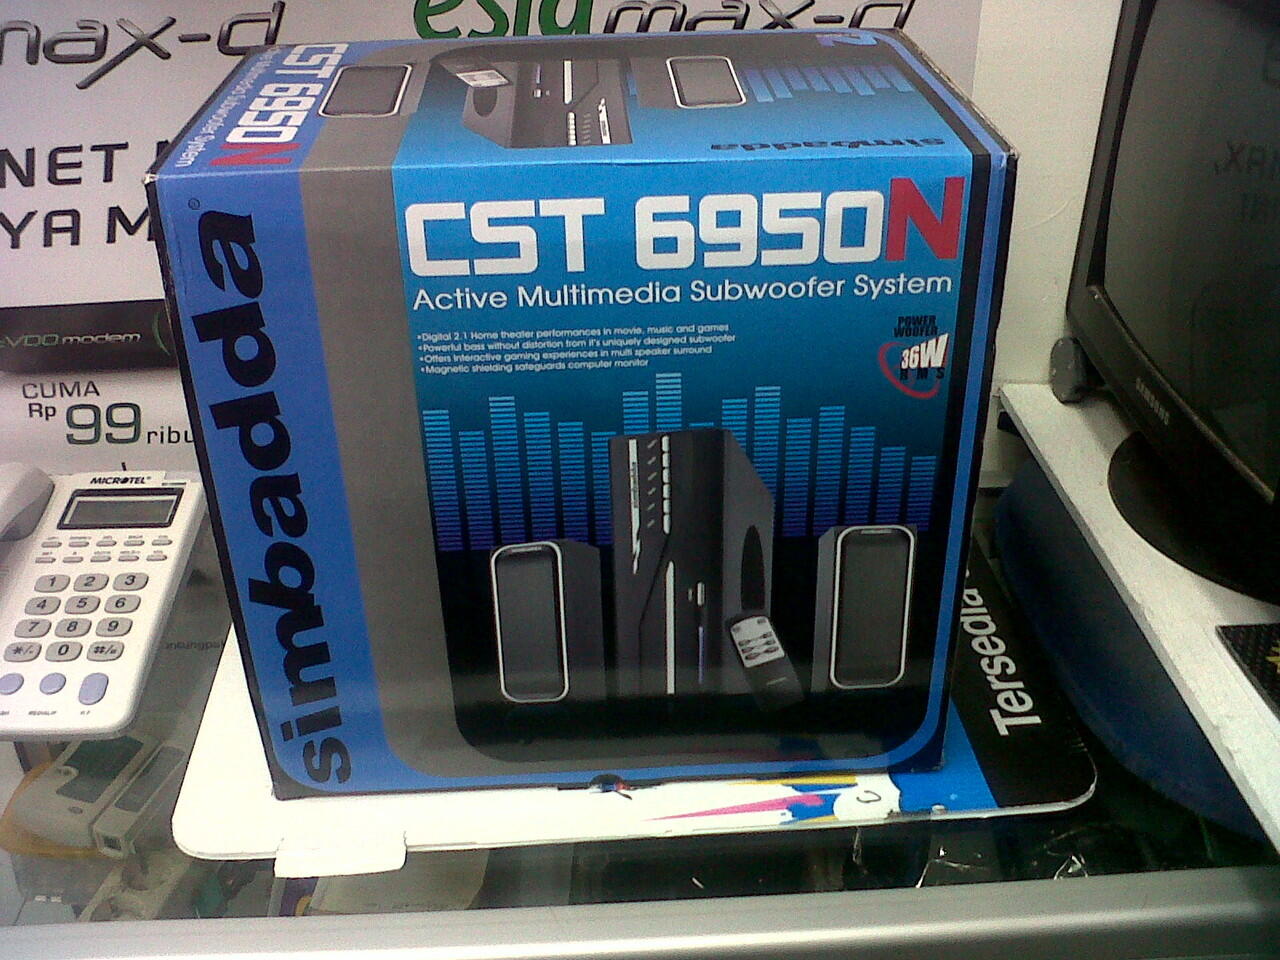 max-d
esia max-d
NET
YA M
EVDO modem
CUMA
Rp 99 ribu
MICROTEL
1 2 3
4 5 6
7 8 9
0
CST 6950N
Multimedia Subwoofer System
simbadda
simbadda®
CST 6950N
Active Multimedia Subwoofer System
•Digital 2.1 Home theater performances in movie, music and games
•Powerful bass without distortion from it's uniquely designed subwoofer
•Offers interactive gaming experiences in multi speaker surround
•Magnetic shielding safeguards computer monitor
POWER
WOOFER
36W
RMS
Tersedia
SAMSUNG